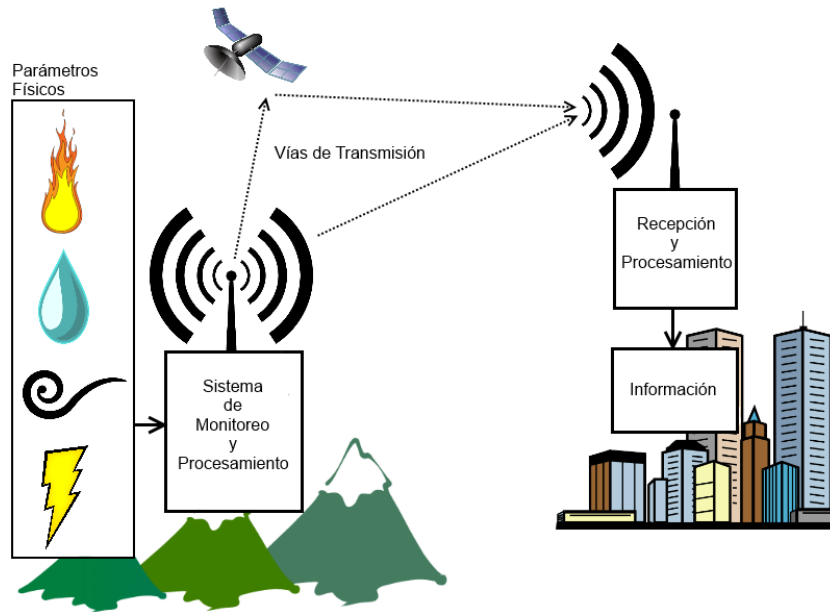 Parámetros
Físicos
Vías de Transmisión
Recepción
y
Procesamiento
Sistema
de
Monitoreo
y
Procesamiento
Información